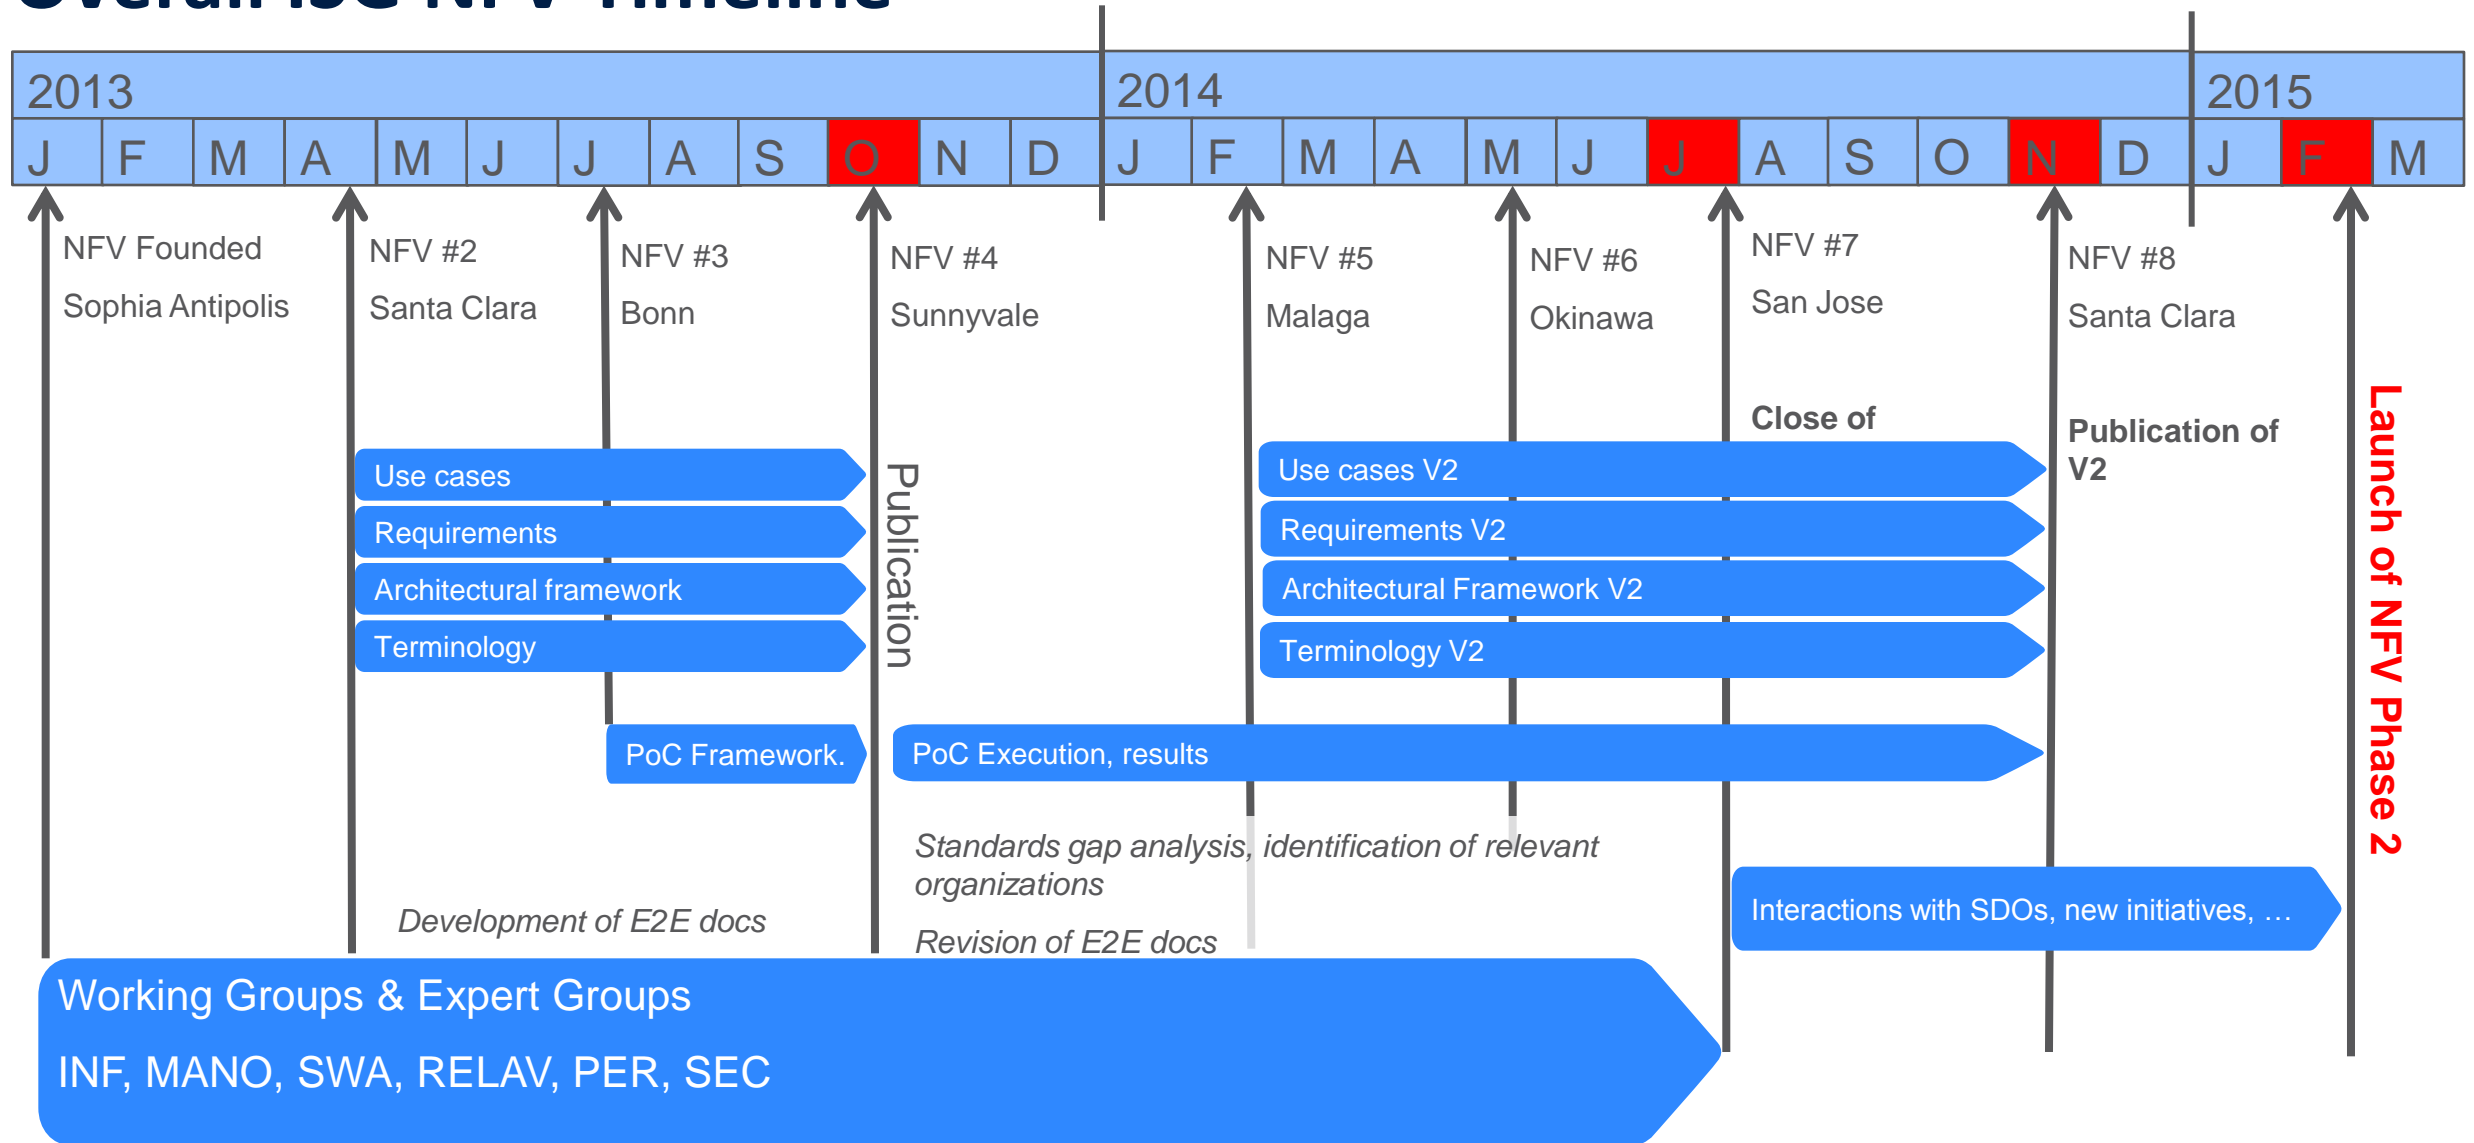 Overall ISG NFV Timeline
2013 2014 2015
J F M A M J J A S O N D J F M A M J J A S O N D J F M
NFV Founded
Sophia Antipolis
NFV #2
Santa Clara
NFV #3
Bonn
NFV #4
Sunnyvale
NFV #5
Malaga
NFV #6
Okinawa
NFV #7
San Jose
NFV #8
Santa Clara
Close of
Publication of
V2
Launch of NFV Phase 2
Use cases
Requirements
Architectural framework
Terminology
Publication
Use cases V2
Requirements V2
Architectural Framework V2
Terminology V2
PoC Framework.
PoC Execution, results
Standards gap analysis, identification of relevant
organizations
Development of E2E docs
Revision of E2E docs
Interactions with SDOs, new initiatives, …
Working Groups & Expert Groups
INF, MANO, SWA, RELAV, PER, SEC